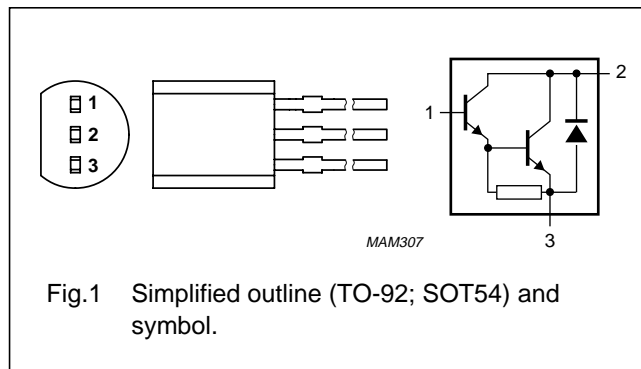 1
2
3
1
2
3
MAM307
Fig.1 Simplified outline (TO-92; SOT54) and
symbol.